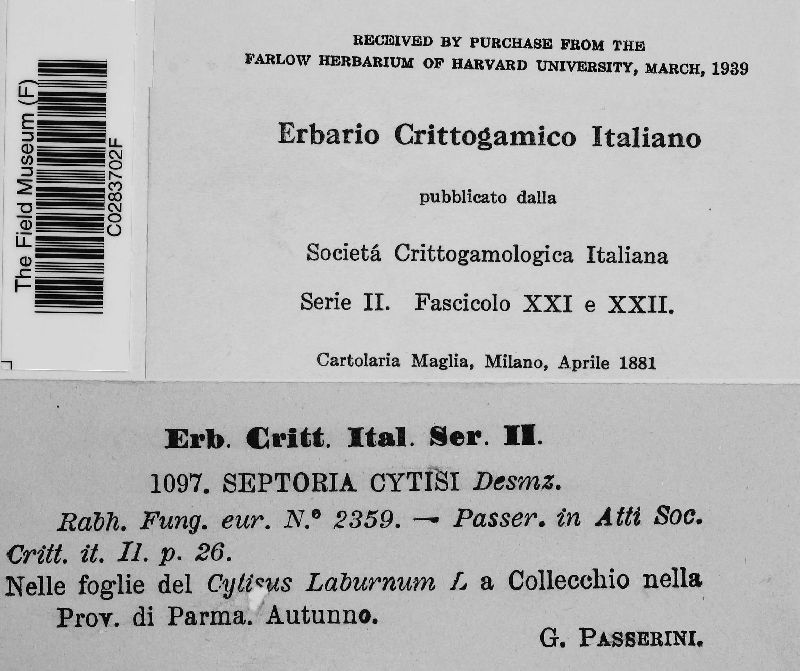 The Field Museum (F)
C0283702F
RECEIVED BY PURCHASE FROM THE
FARLOW HERBARIUM OF HARVARD UNIVERSITY, MARCH, 1939
Erbario Crittogamico Italiano
pubblicato dalla
Societá Crittogamologica Italiana
Serie II. Fascicolo XXI e XXII.
Cartolaria Maglia, Milano, Aprile 1881
Erb. Critt. Ital. Ser. II.
1097. SEPTORIA CYTISI Desmz.
Rabh. Fung. eur. N.º 2359. — Passer. in Atti Soc.
Critt. it. II. p. 26.
Nelle foglie del Cytisus Laburnum L a Collecchio nella
Prov. di Parma. Autunno.
G. PASSERINI.